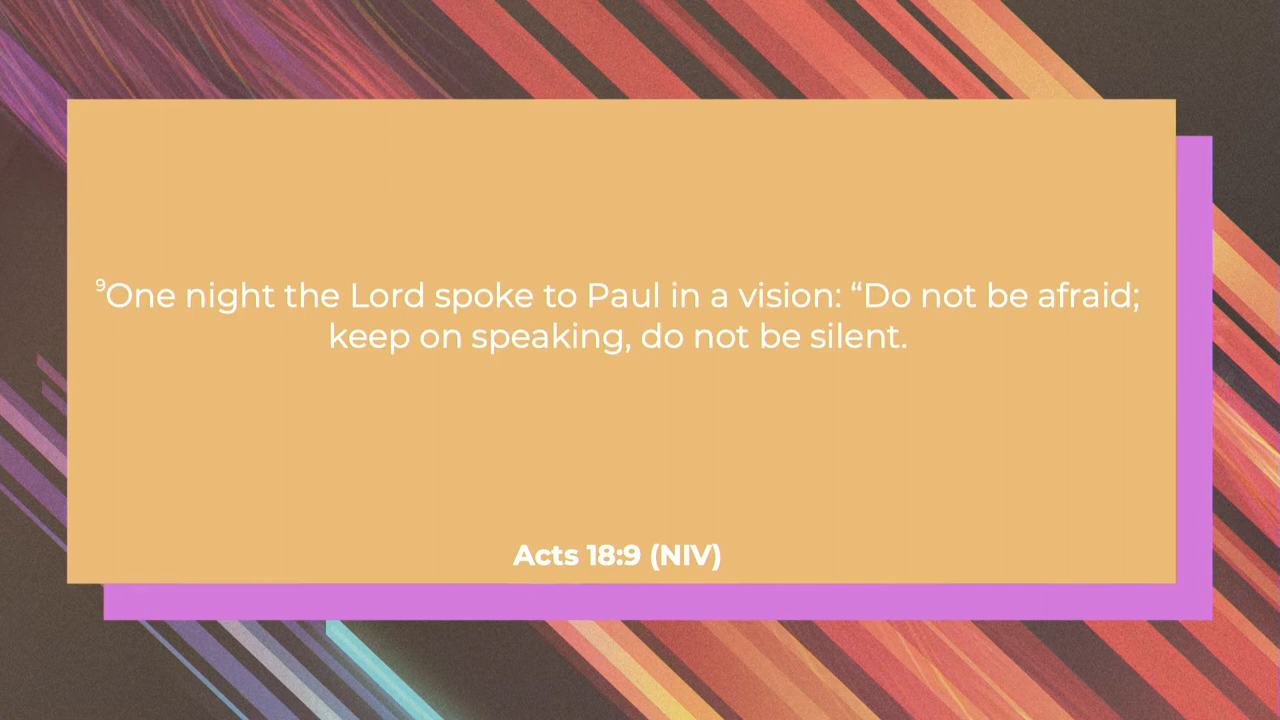 ⁹One night the Lord spoke to Paul in a vision: “Do not be afraid;
keep on speaking, do not be silent.
Acts 18:9 (NIV)